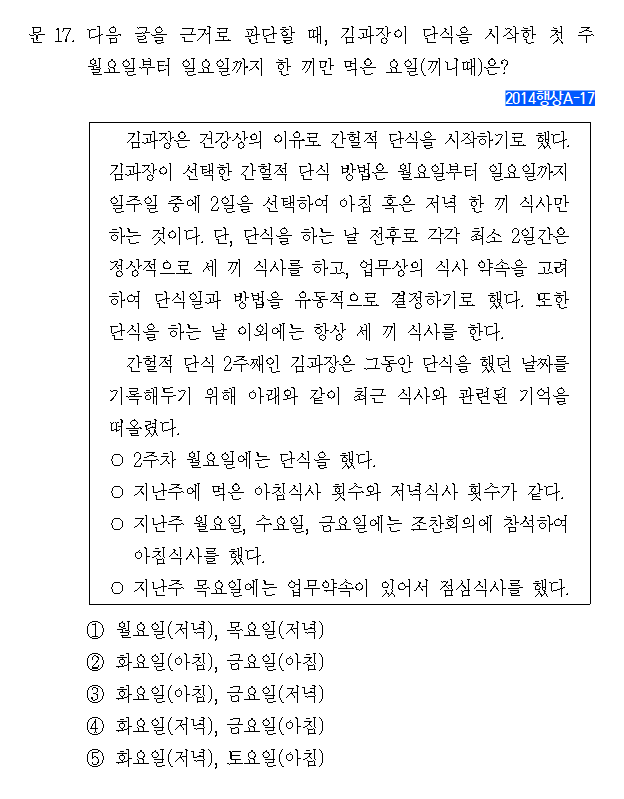 문 17. 다음 글을 근거로 판단할 때, 김과장이 단식을 시작한 첫 주
월요일부터 일요일까지 한 끼만 먹은 요일(끼니때)은?
2014행상A-17
김과장은 건강상의 이유로 간헐적 단식을 시작하기로 했다.
김과장이 선택한 간헐적 단식 방법은 월요일부터 일요일까지
일주일 중에 2일을 선택하여 아침 혹은 저녁 한 끼 식사만
하는 것이다. 단, 단식을 하는 날 전후로 각각 최소 2일간은
정상적으로 세 끼 식사를 하고, 업무상의 식사 약속을 고려
하여 단식일과 방법을 유동적으로 결정하기로 했다. 또한
단식을 하는 날 이외에는 항상 세 끼 식사를 한다.
간헐적 단식 2주째인 김과장은 그동안 단식을 했던 날짜를
기록해두기 위해 아래와 같이 최근 식사와 관련된 기억을
떠올렸다.
○ 2주차 월요일에는 단식을 했다.
○ 지난주에 먹은 아침식사 횟수와 저녁식사 횟수가 같다.
○ 지난주 월요일, 수요일, 금요일에는 조찬회의에 참석하여
아침식사를 했다.
○ 지난주 목요일에는 업무약속이 있어서 점심식사를 했다.
① 월요일(저녁), 목요일(저녁)
② 화요일(아침), 금요일(아침)
③ 화요일(아침), 금요일(저녁)
④ 화요일(저녁), 금요일(아침)
⑤ 화요일(저녁), 토요일(아침)